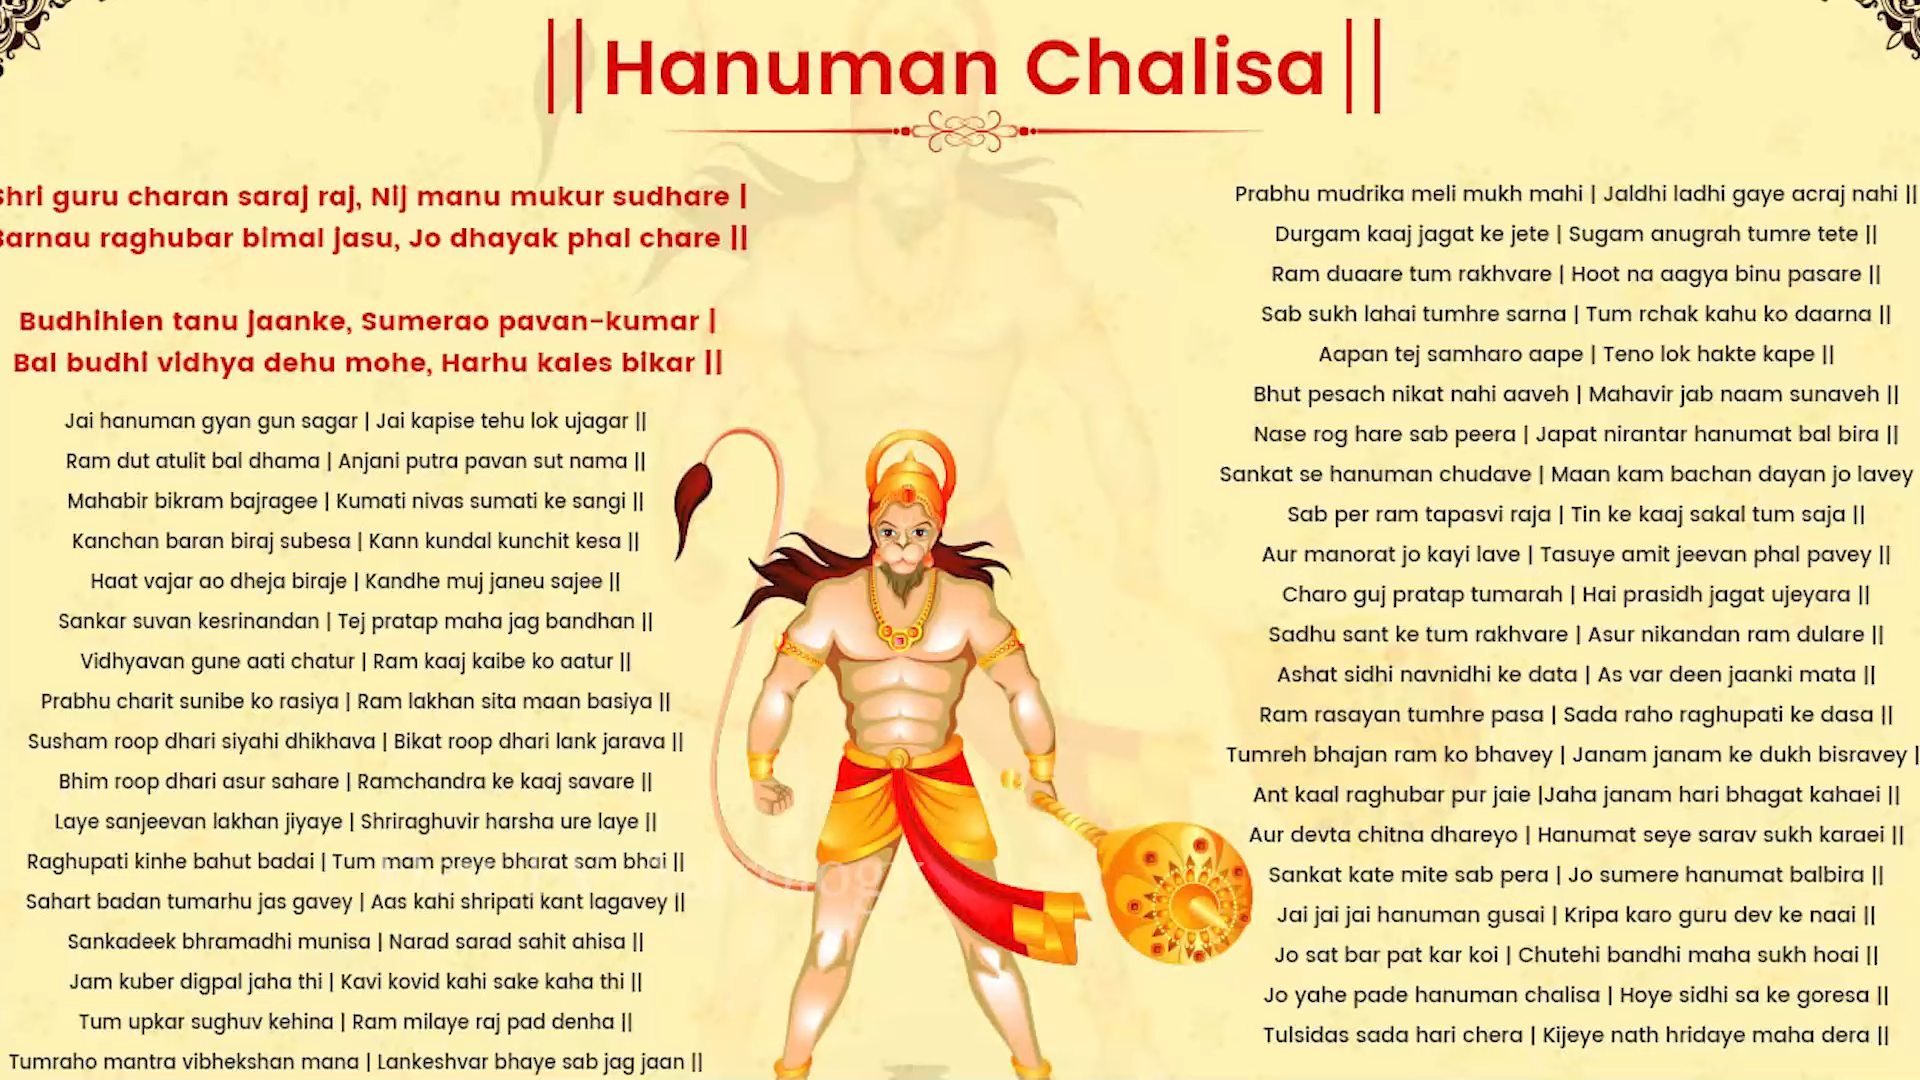 ||Hanuman Chalisa||
Shri guru charan saraj raj, Nij manu mukur sudhare |
Barnau raghubar bimal jasu, Jo dhayak phal chare ||
Budhihien tanu jaanke, Sumerao pavan-kumar |
Bal budhi vidhya dehu mohe, Harhu kales bikar ||
Jai hanuman gyan gun sagar | Jai kapise tehu lok ujagar ||
Ram dut atulit bal dhama | Anjani putra pavan sut nama ||
Mahabir bikram bajragee | Kumati nivas sumati ke sangi ||
Kanchan baran biraj subesa | Kann kundal kunchit kesa ||
Haat vajar ao dheja biraje | Kandhe muj janeu sajee ||
Sankar suvan kesrinandan | Tej pratap maha jag bandhan ||
Vidhyavan gune aati chatur | Ram kaaj kaibe ko aatur ||
Prabhu charit sunibe ko rasiya | Ram lakhan sita maan basiya ||
Susham roop dhari siyahi dhikhava | Bikat roop dhari lank jarava ||
Bhim roop dhari asur sahare | Ramchandra ke kaaj savare ||
Laye sanjeevan lakhan jiyaye | Shriraghuvir harsha ure laye ||
Raghupati kinhe bahut badai | Tum mam preye bharat sam bhai ||
Sahart badan tumarhu jas gavey | Aas kahi shripati kant lagavey ||
Sankadeek bhramadhi munisa | Narad sarad sahit ahisa ||
Jam kuber digpal jaha thi | Kavi kovid kahi sake kaha thi ||
Tum upkar sughuv kehina | Ram milaye raj pad denha ||
Tumraho mantra vibhekshan mana | Lankeshvar bhaye sab jag jaan ||
Prabhu mudrika meli mukh mahi | Jaldhi ladhi gaye acraj nahi ||
Durgam kaaj jagat ke jete | Sugam anugrah tumre tete ||
Ram duaare tum rakhvare | Hoot na aagya binu pasare ||
Sab sukh lahai tumhre sarna | Tum rchak kahu ko daarna ||
Aapan tej samharo aape | Teno lok hakte kape ||
Bhut pesach nikat nahi aaveh | Mahavir jab naam sunaveh ||
Nase rog hare sab peera | Japat nirantar hanumat bal bira ||
Sankat se hanuman chudave | Maan kam bachan dayan jo lavey
Sab per ram tapasvi raja | Tin ke kaaj sakal tum saja ||
Aur manorat jo kayi lave | Tasuye amit jeevan phal pavey ||
Charo guj pratap tumarah | Hai prasidh jagat ujeyara ||
Sadhu sant ke tum rakhvare | Asur nikandan ram dulare ||
Ashat sidhi navnidhi ke data | As var deen jaanki mata ||
Ram rasayan tumhre pasa | Sada raho raghupati ke dasa ||
Tumreh bhajan ram ko bhavey | Janam janam ke dukh bisravey |
Ant kaal raghubar pur jaie |Jaha janam hari bhagat kahaei ||
Aur devta chitna dhareyo | Hanumat seye sarav sukh karaei ||
Sankat kate mite sab pera | Jo sumere hanumat balbira ||
Jai jai jai hanuman gusai | Kripa karo guru dev ke naai ||
Jo sat bar pat kar koi | Chutehi bandhi maha sukh hoai ||
Jo yahe pade hanuman chalisa | Hoye sidhi sa ke goresa ||
Tulsidas sada hari chera | Kijeye nath hridaye maha dera ||